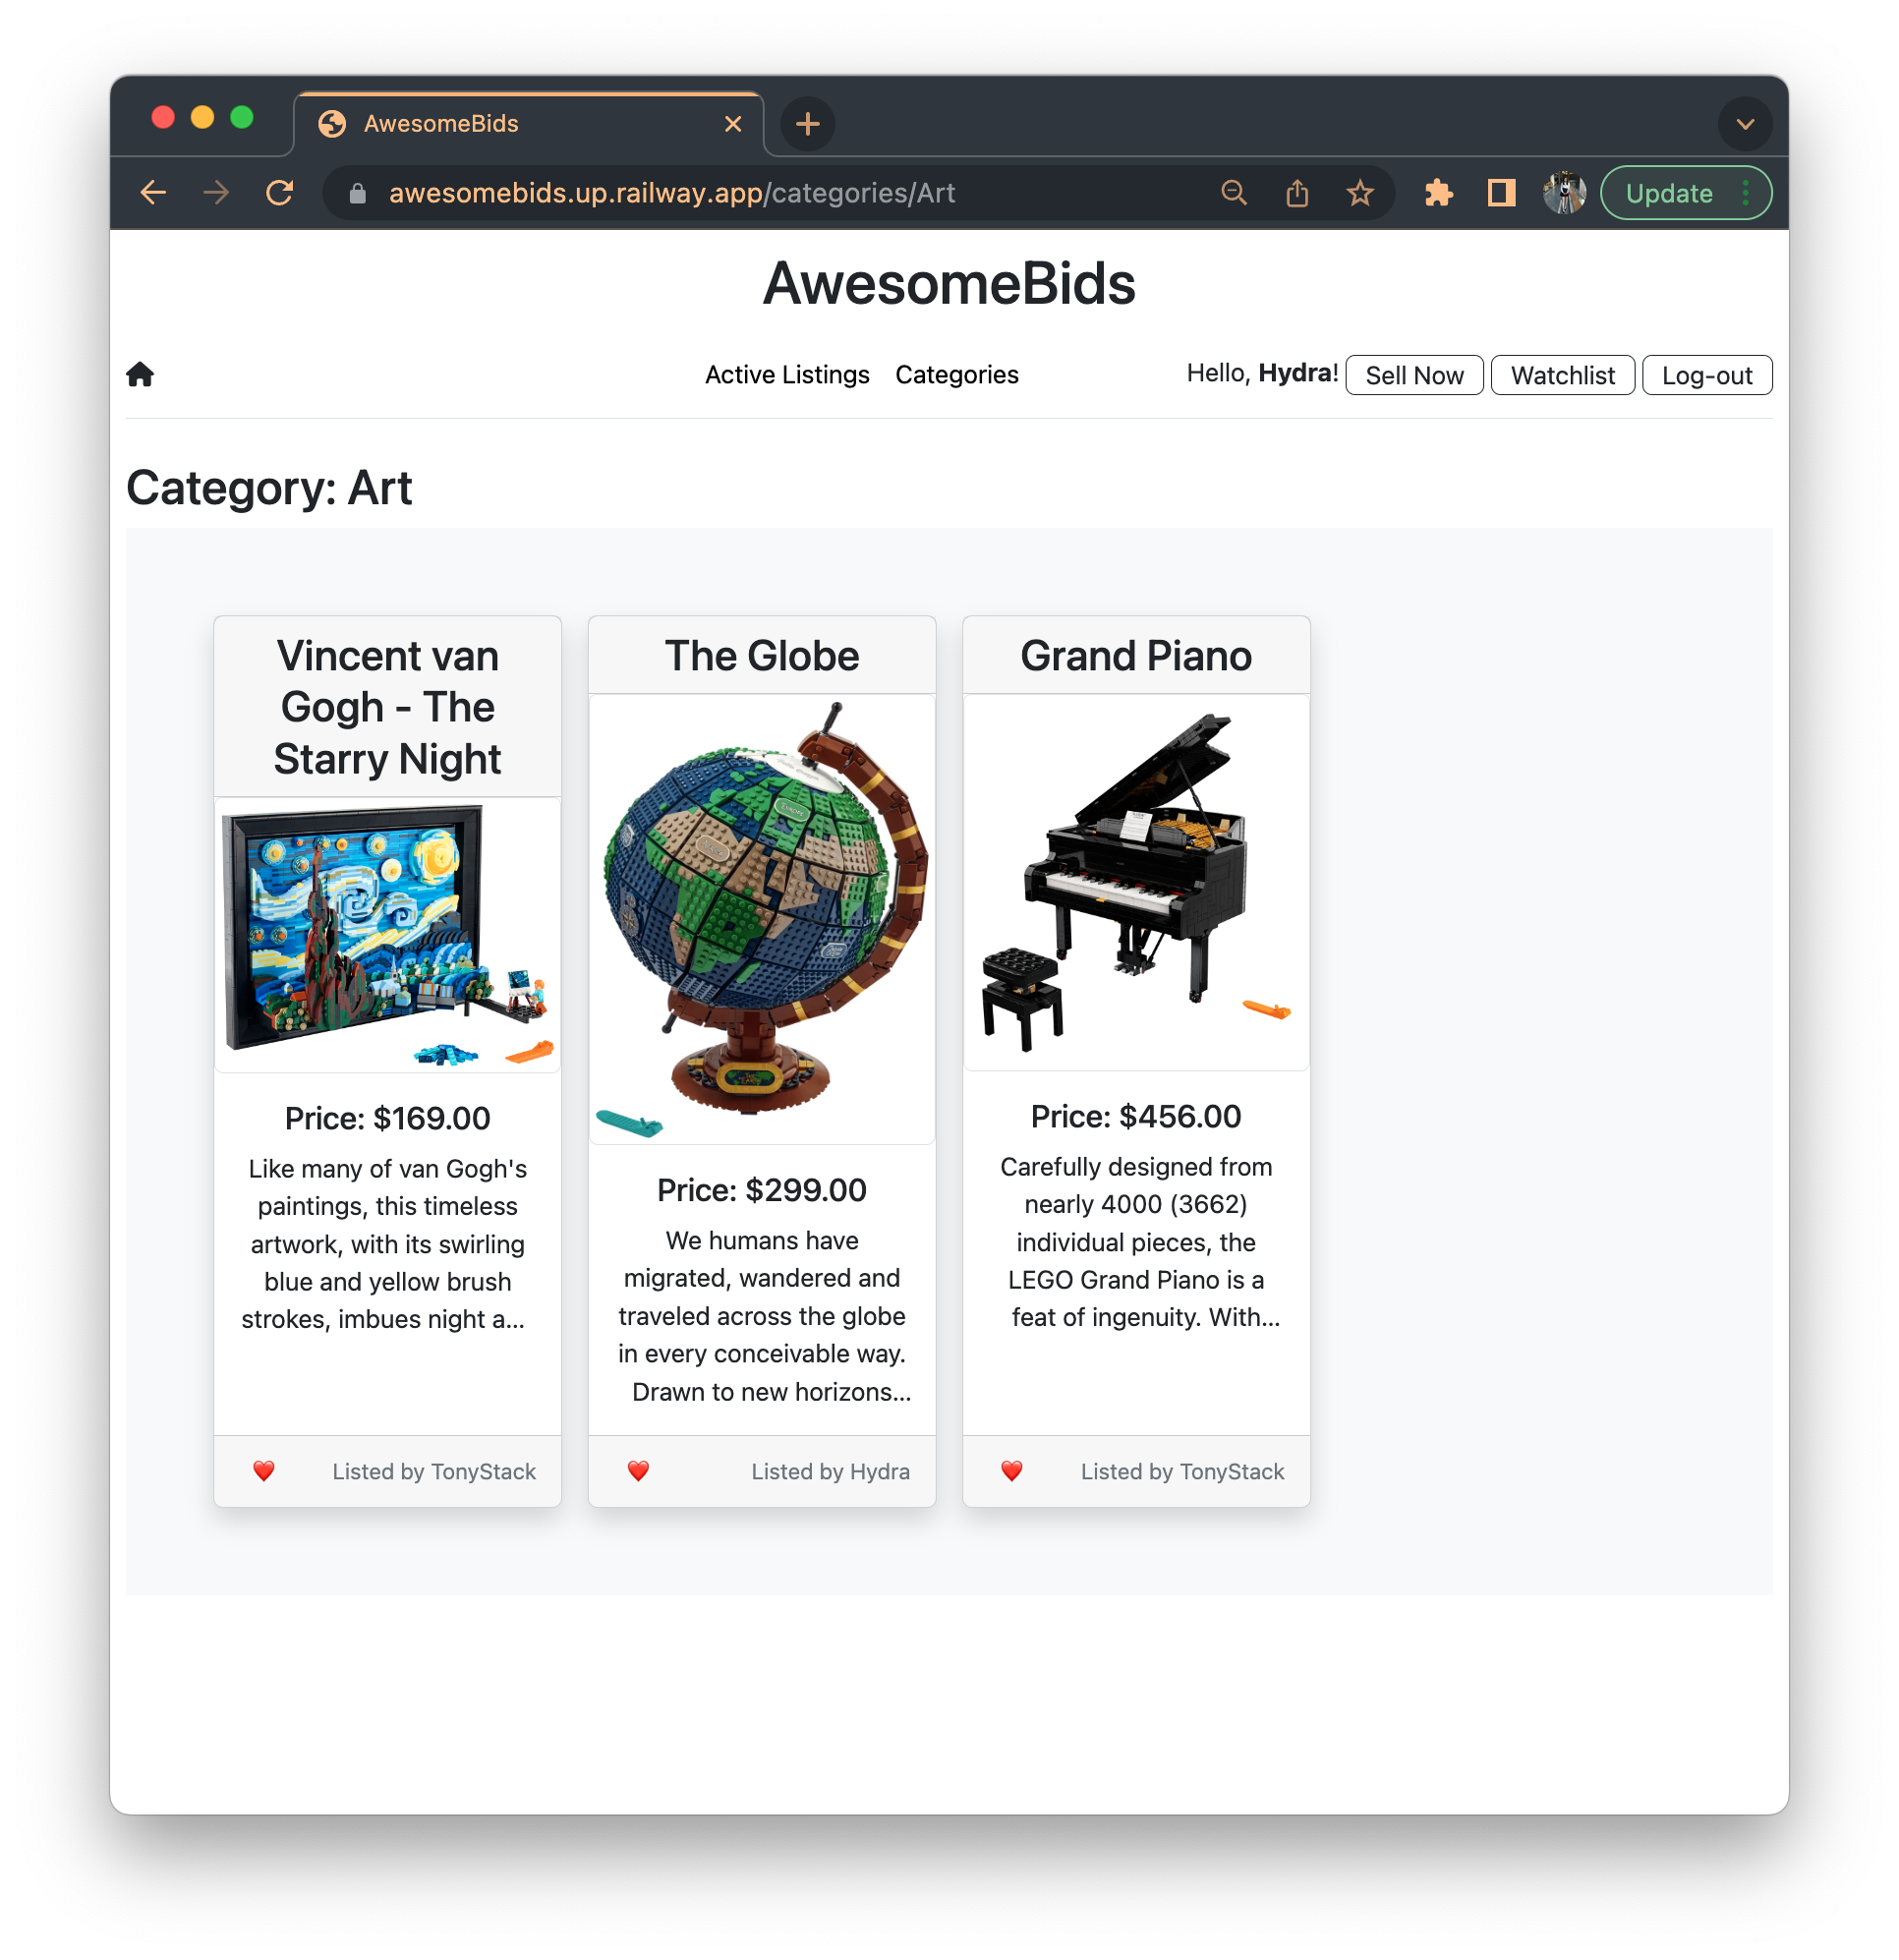 AwesomeBids
awesomebids.up.railway.app/categories/Art
Update
AwesomeBids
Active Listings Categories Hello, Hydra! Sell Now Watchlist Log-out
Category: Art
Vincent van
Gogh - The
Starry Night
Price: $169.00
Like many of van Gogh's
paintings, this timeless
artwork, with its swirling
blue and yellow brush
strokes, imbues night a...
❤️ Listed by TonyStack
The Globe
Price: $299.00
We humans have
migrated, wandered and
traveled across the globe
in every conceivable way.
Drawn to new horizons...
❤️ Listed by Hydra
Grand Piano
Price: $456.00
Carefully designed from
nearly 4000 (3662)
individual pieces, the
LEGO Grand Piano is a
feat of ingenuity. With...
❤️ Listed by TonyStack